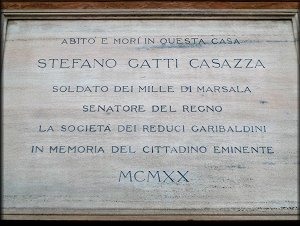 ABITÒ E MORÌ IN QUESTA CASA
STEFANO GATTI CASAZZA
SOLDATO DEI MILLE DI MARSALA
SENATORE DEL REGNO
LA SOCIETÀ DEI REDUCI GARIBALDINI
IN MEMORIA DEL CITTADINO EMINENTE
MCMXX